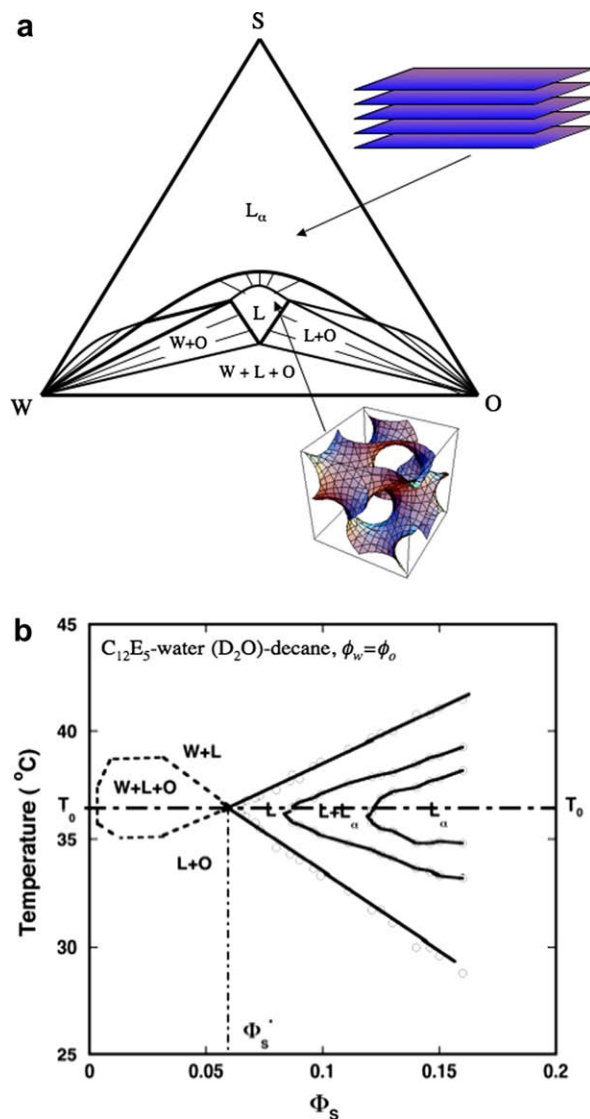 a
S
Lα
L
W+O
L+O
W + L + O
W
O
b
45
C12E5-water (D2O)-decane, ϕw=ϕo
40
W+L
W+L+O
T0
L
L+Lα
Lα
T0
35
L+O
30
Φs*
25
0
0.05
0.1
0.15
0.2
Temperature (°C)
Φs